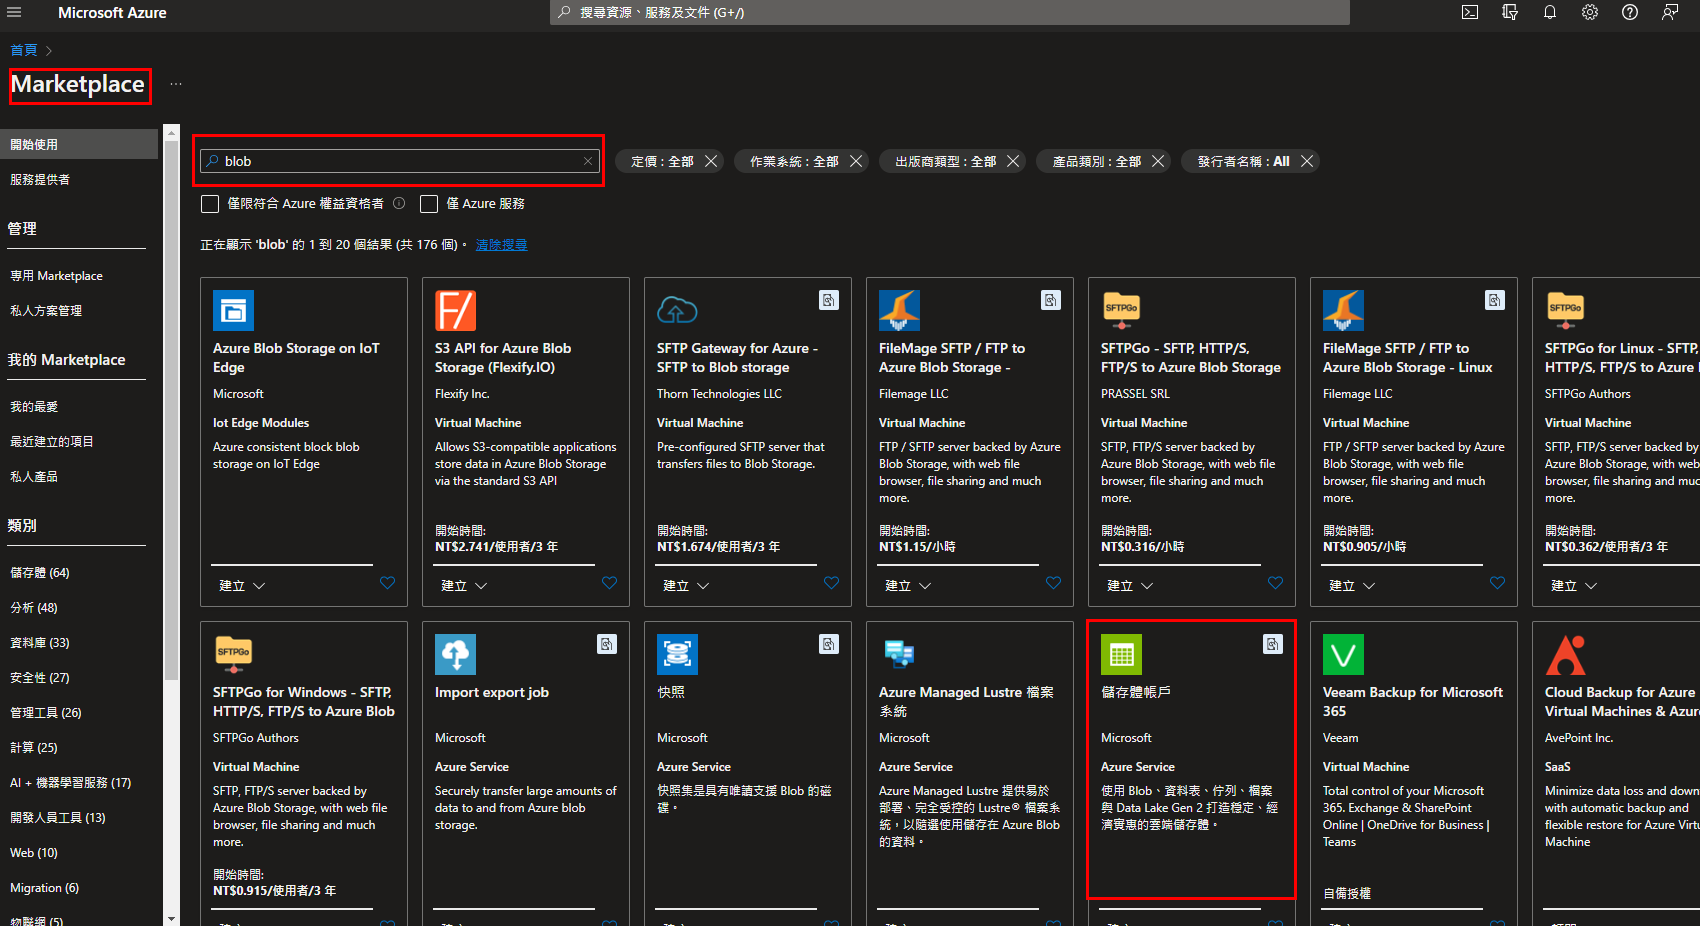 Microsoft Azure
搜尋資源、服務及文件 (G+/)
首頁
Marketplace
...
開始使用
服務提供者
管理
專用 Marketplace
私人方案管理
我的 Marketplace
我的最愛
最近建立的項目
私人產品
類別
儲存體 (64)
分析 (48)
資料庫 (33)
安全性 (27)
管理工具 (26)
計算 (25)
AI + 機器學習服務 (17)
開發人員工具 (13)
Web (10)
Migration (6)
物聯網 (5)
blob
定價 : 全部
作業系統 : 全部
出版商類型 : 全部
產品類別 : 全部
發行者名稱 : All
僅限符合 Azure 權益資格者
僅 Azure 服務
正在顯示 'blob' 的 1 到 20 個結果 (共 176 個)。 清除搜尋
Azure Blob Storage on IoT
Edge
Microsoft
Iot Edge Modules
Azure consistent block blob
storage on IoT Edge
建立
F/
S3 API for Azure Blob
Storage (Flexify.IO)
Flexify Inc.
Virtual Machine
Allows S3-compatible applications
store data in Azure Blob Storage
via the standard S3 API
開始時間:
NT$2.741/使用者/3 年
建立
SFTP Gateway for Azure -
SFTP to Blob storage
Thorn Technologies LLC
Virtual Machine
Pre-configured SFTP server that
transfers files to Blob Storage.
開始時間:
NT$1.674/使用者/3 年
建立
FileMage SFTP / FTP to
Azure Blob Storage -
Filemage LLC
Virtual Machine
FTP / SFTP server backed by Azure
Blob Storage, with web file
browser, file sharing and much
more.
開始時間:
NT$1.15/小時
建立
SFTPGo
SFTPGo - SFTP, HTTP/S,
FTP/S to Azure Blob Storage
PRASSEL SRL
Virtual Machine
SFTP, FTP/S server backed by
Azure Blob Storage, with web file
browser, file sharing and much
more.
開始時間:
NT$0.316/小時
建立
FileMage SFTP / FTP to
Azure Blob Storage - Linux
Filemage LLC
Virtual Machine
FTP / SFTP server backed by Azure
Blob Storage, with web file
browser, file sharing and much
more.
開始時間:
NT$0.905/小時
建立
SFTPGo
SFTPGo for Linux - SFTP,
HTTP/S, FTP/S to Azure
SFTPGo Authors
Virtual Machine
SFTP, FTP/S server backed by
Azure Blob Storage, with web
browser, file sharing and much
more.
開始時間:
NT$0.362/使用者/3 年
建立
SFTPGo
SFTPGo for Windows - SFTP,
HTTP/S, FTP/S to Azure Blob
SFTPGo Authors
Virtual Machine
SFTP, FTP/S server backed by
Azure Blob Storage, with web file
browser, file sharing and much
more.
開始時間:
NT$0.915/使用者/3 年
Import export job
Microsoft
Azure Service
Securely transfer large amounts of
data to and from Azure blob
storage.
快照
Microsoft
Azure Service
快照集是具有唯讀支援 Blob 的磁
碟。
Azure Managed Lustre 檔案
系統
Microsoft
Azure Service
Azure Managed Lustre 提供易於
部署、完全受控的 Lustre® 檔案系
統，以隨選使用儲存在 Azure Blob
的資料。
儲存體帳戶
Microsoft
Azure Service
使用 Blob、資料表、佇列、檔案
與 Data Lake Gen 2 打造穩定、經
濟實惠的雲端儲存體。
V
Veeam Backup for Microsoft
365
Veeam
Virtual Machine
Total control of your Microsoft
365. Exchange & SharePoint
Online | OneDrive for Business |
Teams
自備授權
Cloud Backup for Azure
Virtual Machines & Azur
AvePoint Inc.
SaaS
Minimize data loss and down
with automatic backup and
flexible restore for Azure Virtu
Machine